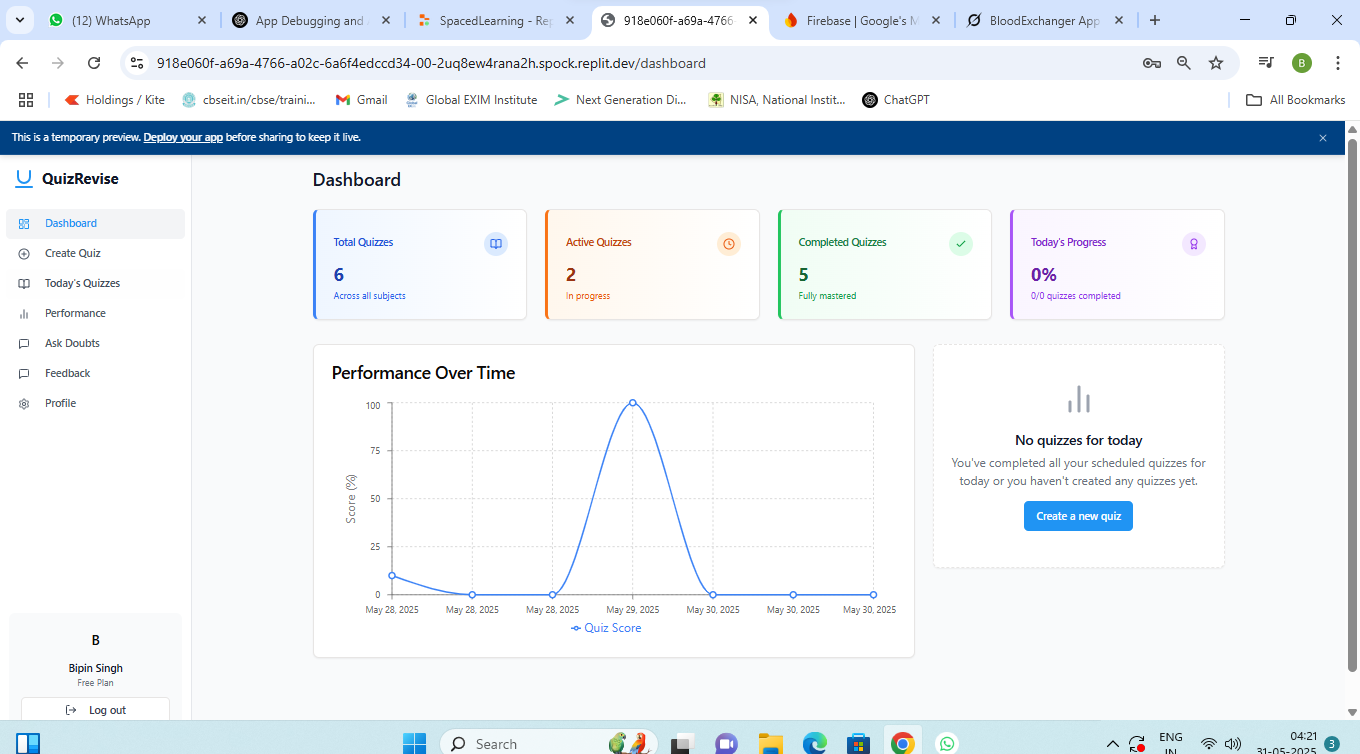 (12) WhatsApp
App Debugging and
SpacedLearning - Rep
918e060f-a69a-4766-
Firebase | Google's M
BloodExchanger App
918e060f-a69a-4766-a02c-6a6f4edccd34-00-2uq8ew4rana2h.spock.replit.dev/dashboard
B
Holdings / Kite
cbseit.in/cbse/traini...
Gmail
Global EXIM Institute
Next Generation Di...
NISA, National Instit...
ChatGPT
All Bookmarks
This is a temporary preview. Deploy your app before sharing to keep it live.
QuizRevise
Dashboard
Create Quiz
Today's Quizzes
Performance
Ask Doubts
Feedback
Profile
B
Bipin Singh
Free Plan
Log out
Dashboard
Total Quizzes
6
Across all subjects
Active Quizzes
2
In progress
Completed Quizzes
5
Fully mastered
Today's Progress
0%
0/0 quizzes completed
Performance Over Time
100
75
50
25
0
Score (%)
May 28, 2025 May 28, 2025 May 28, 2025 May 29, 2025 May 30, 2025 May 30, 2025 May 30, 2025
Quiz Score
No quizzes for today
You've completed all your scheduled quizzes for
today or you haven't created any quizzes yet.
Create a new quiz
Search
ENG
IN
04:21
31-05-2025
3